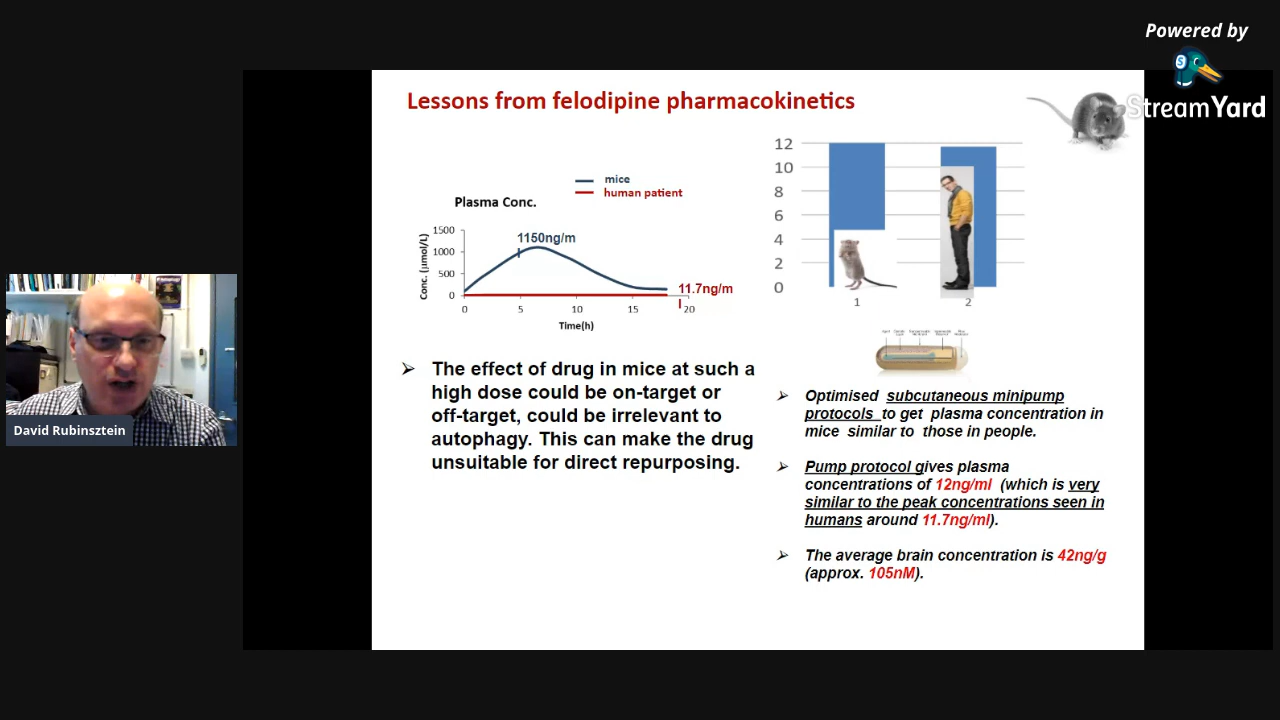 Powered by
StreamYard
Lessons from felodipine pharmacokinetics
mice
human patient
Plasma Conc.
Conc. (µmol/L)
1500
1000
500
0
1150ng/m
11.7ng/m
l
0 5 10 15 20
Time(h)
12
10
8
6
4
2
0
1 2
The effect of drug in mice at such a
high dose could be on-target or
off-target, could be irrelevant to
autophagy. This can make the drug
unsuitable for direct repurposing.
Optimised subcutaneous minipump
protocols to get plasma concentration in
mice similar to those in people.
Pump protocol gives plasma
concentrations of 12ng/ml (which is very
similar to the peak concentrations seen in
humans around 11.7ng/ml).
The average brain concentration is 42ng/g
(approx. 105nM).
David Rubinsztein